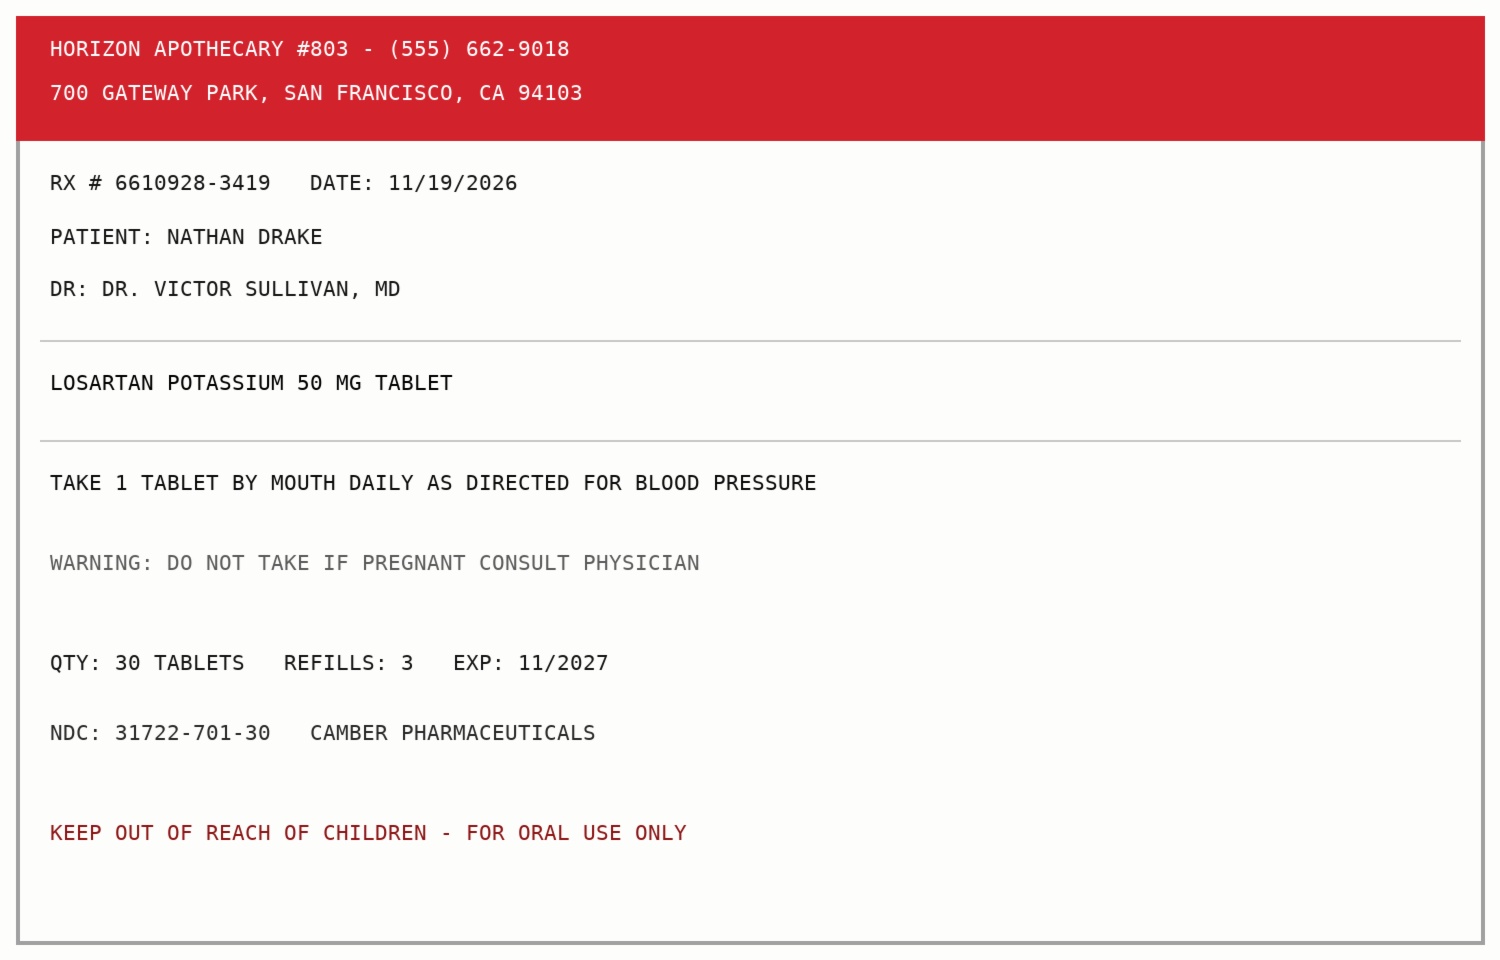 HORIZON APOTHECARY #803 - (555) 662-9018
700 GATEWAY PARK, SAN FRANCISCO, CA 94103
RX # 6610928-3419   DATE: 11/19/2026
PATIENT: NATHAN DRAKE
DR: DR. VICTOR SULLIVAN, MD
LOSARTAN POTASSIUM 50 MG TABLET
TAKE 1 TABLET BY MOUTH DAILY AS DIRECTED FOR BLOOD PRESSURE
WARNING: DO NOT TAKE IF PREGNANT CONSULT PHYSICIAN
QTY: 30 TABLETS   REFILLS: 3   EXP: 11/2027
NDC: 31722-701-30   CAMBER PHARMACEUTICALS
KEEP OUT OF REACH OF CHILDREN - FOR ORAL USE ONLY